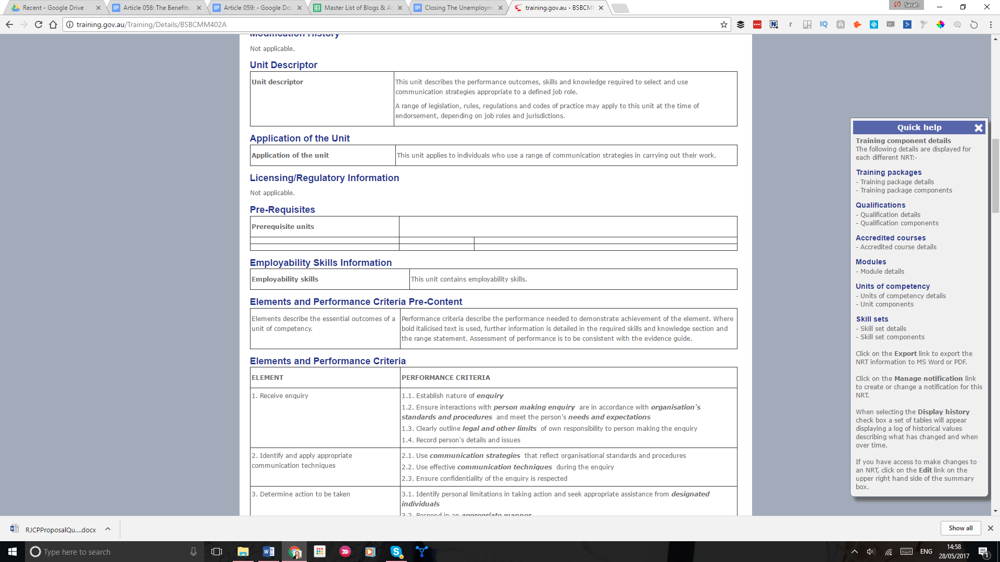 Recent - Google Drive
Article 058: The Benefits
Article 059: - Google Doc
Master List of Blogs & Ar
Closing The Unemploym
training.gov.au - BSBCM
Sarah
training.gov.au/Training/Details/BSBCMM402A
Modification History
Not applicable.
Unit Descriptor
Unit descriptor
This unit describes the performance outcomes, skills and knowledge required to select and use
communication strategies appropriate to a defined job role.
A range of legislation, rules, regulations and codes of practice may apply to this unit at the time of
endorsement, depending on job roles and jurisdictions.
Application of the Unit
Application of the unit
This unit applies to individuals who use a range of communication strategies in carrying out their work.
Licensing/Regulatory Information
Not applicable.
Pre-Requisites
Prerequisite units
Employability Skills Information
Employability skills
This unit contains employability skills.
Elements and Performance Criteria Pre-Content
Elements describe the essential outcomes of a
unit of competency.
Performance criteria describe the performance needed to demonstrate achievement of the element. Where
bold italicised text is used, further information is detailed in the required skills and knowledge section and
the range statement. Assessment of performance is to be consistent with the evidence guide.
Elements and Performance Criteria
ELEMENT
PERFORMANCE CRITERIA
1. Receive enquiry
1.1. Establish nature of enquiry
1.2. Ensure interactions with person making enquiry are in accordance with organisation's
standards and procedures and meet the person's needs and expectations
1.3. Clearly outline legal and other limits of own responsibility to person making the enquiry
1.4. Record person's details and issues
2. Identify and apply appropriate
communication techniques
2.1. Use communication strategies that reflect organisational standards and procedures
2.2. Use effective communication techniques during the enquiry
2.3. Ensure confidentiality of the enquiry is respected
3. Determine action to be taken
3.1. Identify personal limitations in taking action and seek appropriate assistance from designated
individuals
3.2. Respond in an appropriate manner
Quick help
Training component details
The following details are displayed for
each different NRT:-
Training packages
- Training package details
- Training package components
Qualifications
- Qualification details
- Qualification components
Accredited courses
- Accredited course details
Modules
- Module details
Units of competency
- Units of competency details
- Unit components
Skill sets
- Skill set details
- Skill set components
Click on the Export link to export the
NRT information to MS Word or PDF.
Click on the Manage notification link
to create or change a notification for this
NRT.
When selecting the Display history
check box a set of tables will appear
displaying a log of historical values
describing what has changed and when
over time.
If you have access to make changes to
an NRT, click on the Edit link on the
upper right hand side of the summary
box.
RJCPProposalQu....docx
Show all
Type here to search
ENG
14:58
28/05/2017
1